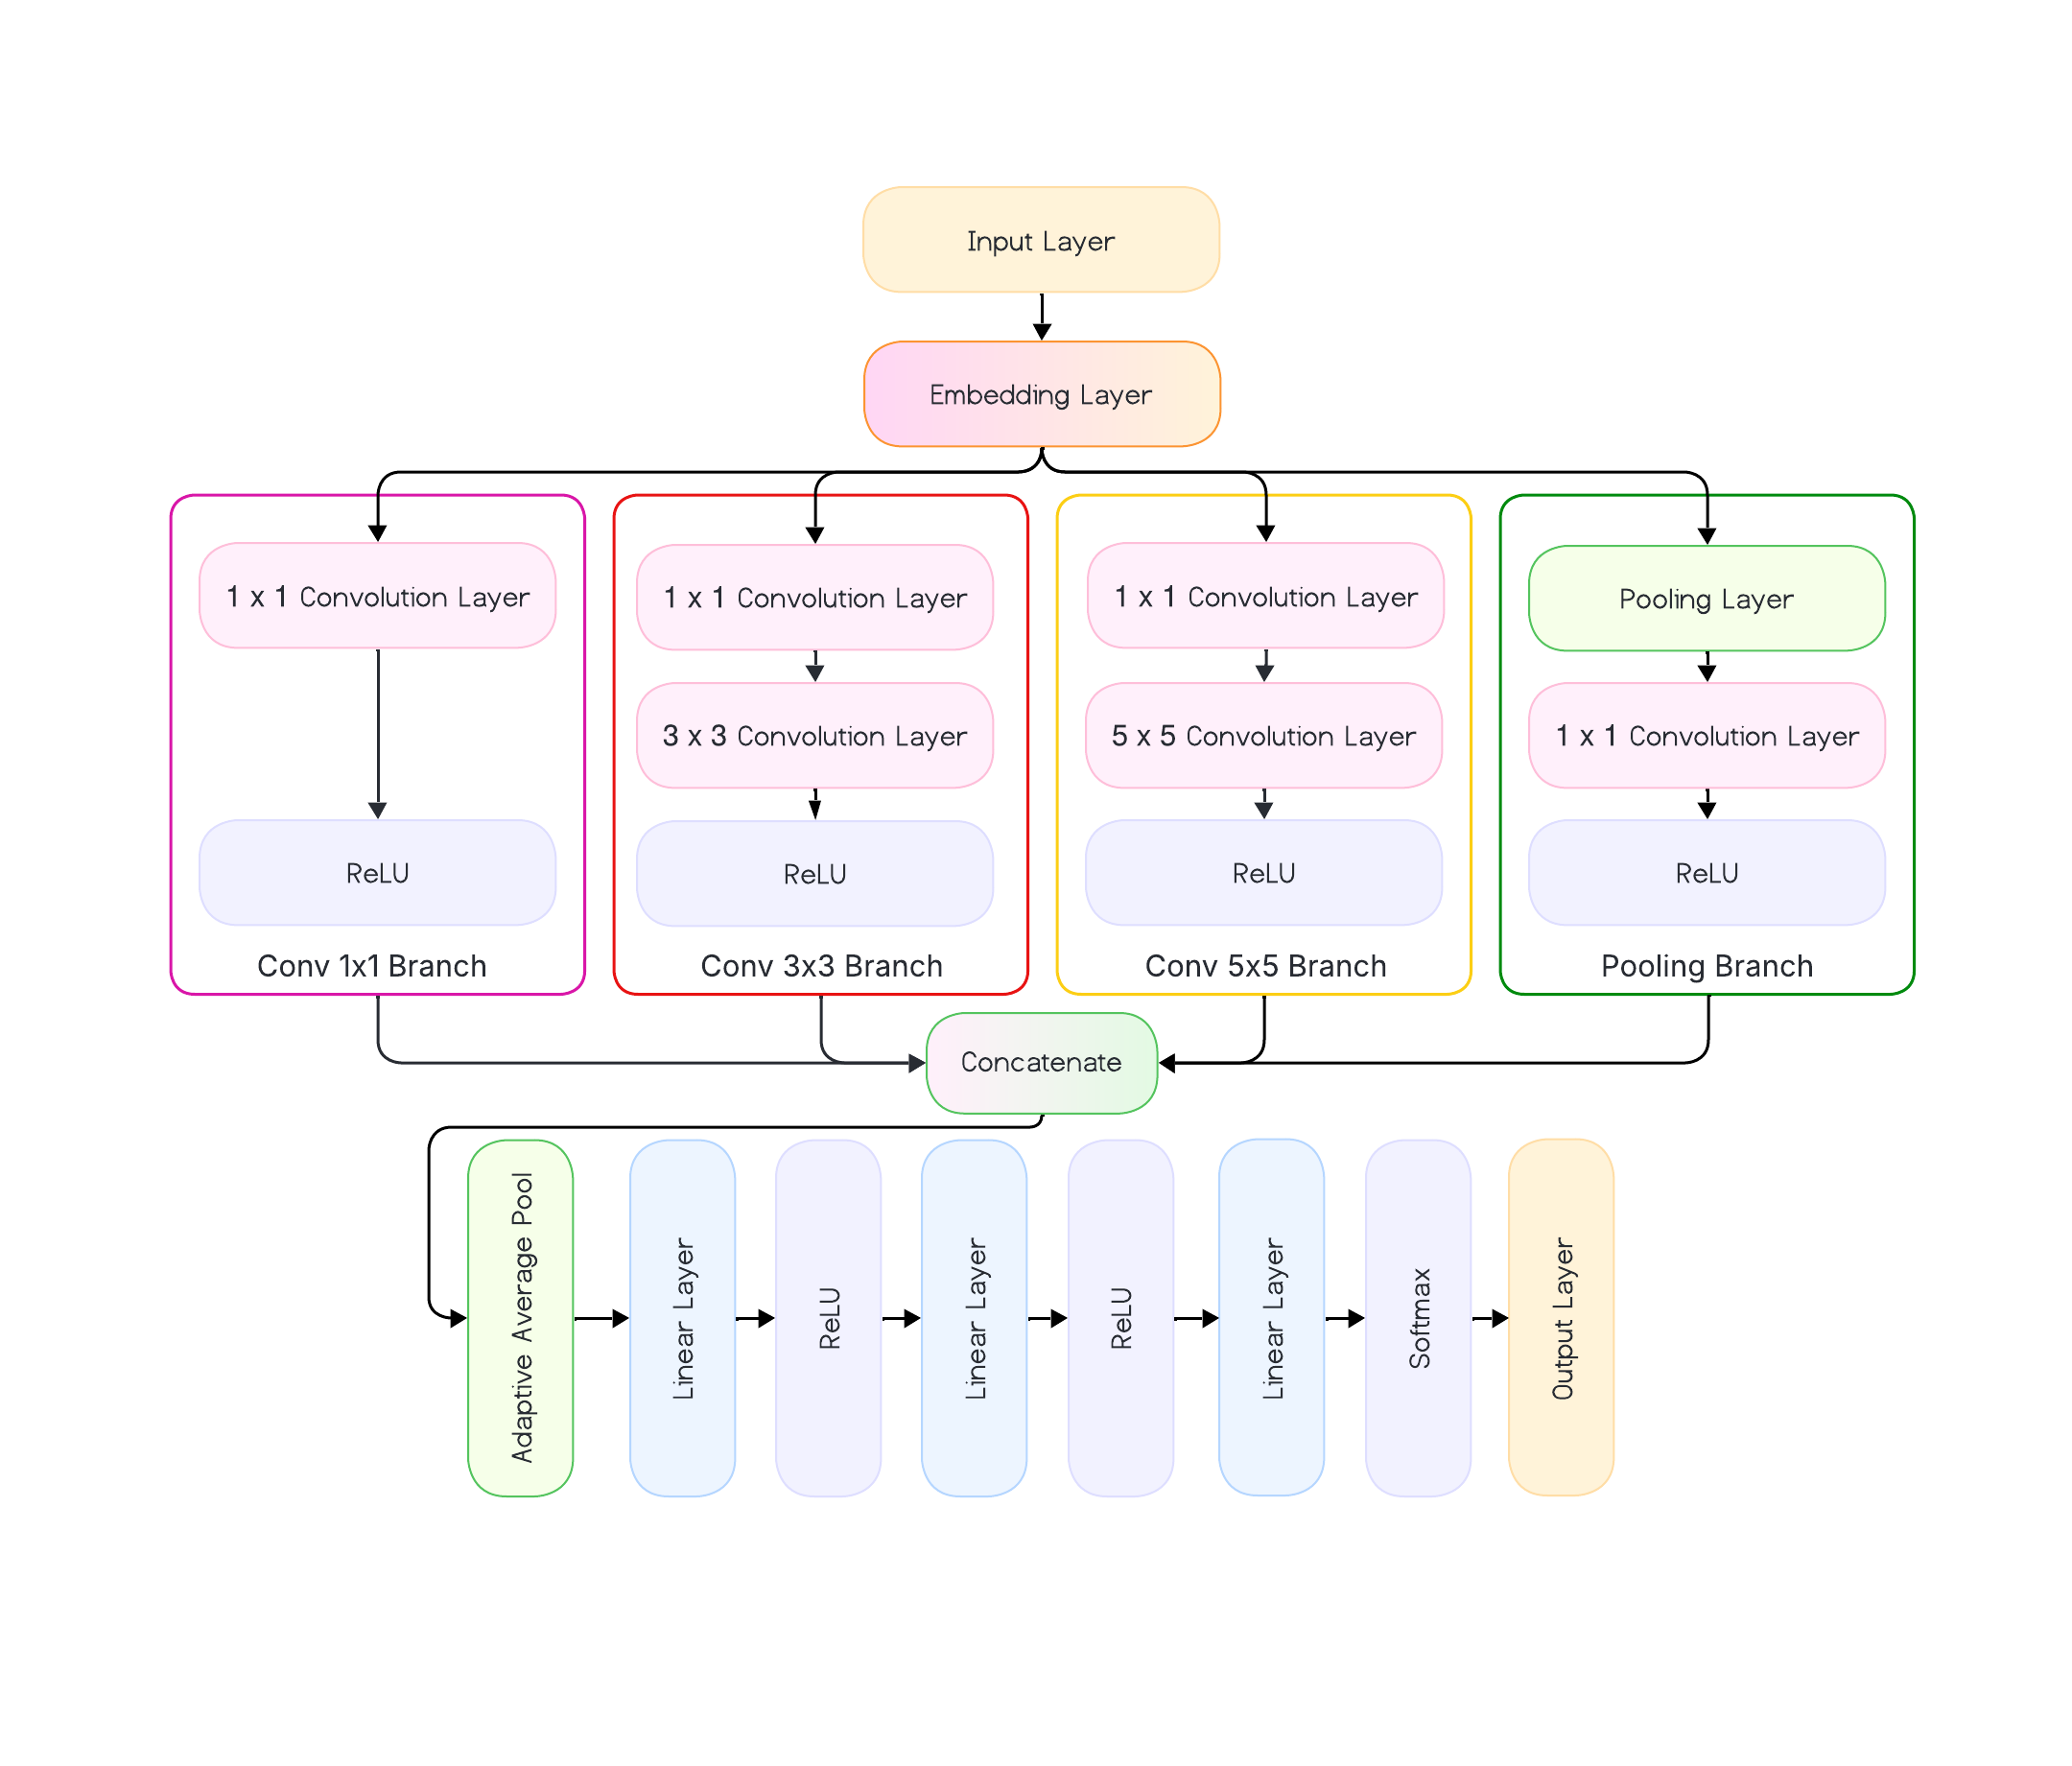 Input Layer
Embedding Layer
1 x 1 Convolution Layer
ReLU
Conv 1x1 Branch
1 x 1 Convolution Layer
3 x 3 Convolution Layer
ReLU
Conv 3x3 Branch
1 x 1 Convolution Layer
5 x 5 Convolution Layer
ReLU
Conv 5x5 Branch
Pooling Layer
1 x 1 Convolution Layer
ReLU
Pooling Branch
Concatenate
Adaptive Average Pool
Linear Layer
ReLU
Linear Layer
ReLU
Linear Layer
Softmax
Output Layer